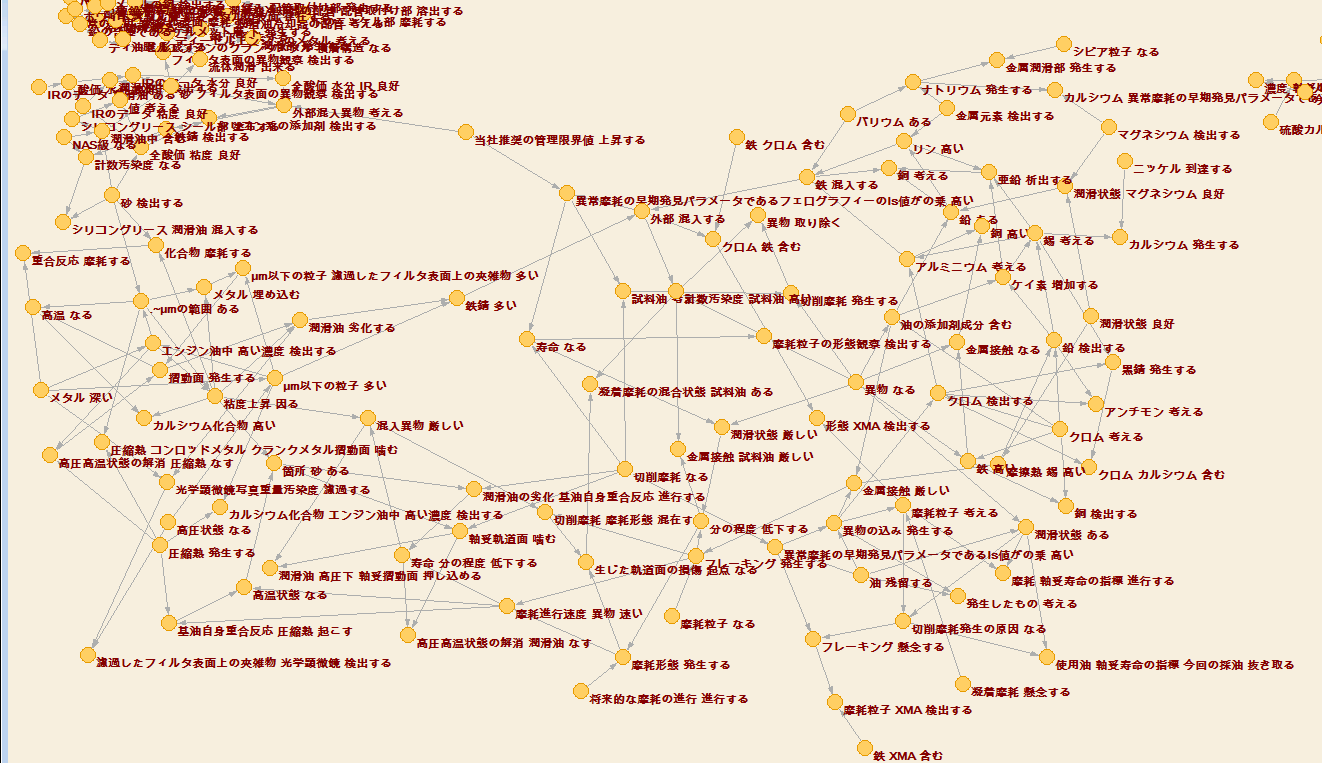 フィルタ表面の異物観察 検出する
流体潤滑 出来る
シビア粒子 なる
金属潤滑部 発生する
IRのデータ 水分 良好
全酸価 水分 IR 良好
ナトリウム 発生する
カルシウム 異常摩耗の早期発見パラメータである
IRのデータ 粘度 良好
外部混入異物 考える
バリウム ある
金属元素 検出する
マグネシウム 検出する
硫酸カル
NAS級 なる
潤滑油中 含む
鉄錆 検出する
当社推奨の管理限界値 上昇する
鉄 クロム 含む
リン 高い
全酸価 粘度 良好
計数汚染度 なる
銅 考える
亜鉛 析出する
ニッケル 到達する
鉄 混入する
潤滑状態 マグネシウム 良好
砂 検出する
異常摩耗の早期発見パラメータであるフェログラフィーのIs値がの乗 高い
外部 混入する
異物 取り除く
鉛 ある
銅 高い
シリコングリース 潤滑油 混入する
錫 考える
カルシウム 発生する
化合物 摩耗する
クロム 鉄 含む
重合反応 摩耗する
アルミニウム 考える
μm以下の粒子 濾過したフィルタ表面上の夾雑物 多い
ケイ素 増加する
メタル 埋め込む
計数汚染度 試料油 高い
切削摩耗 発生する
.~μmの範囲 ある
鉄錆 多い
高温 なる
潤滑油 劣化する
油の添加剤成分 含む
潤滑状態 良好
エンジン油中 高い濃度 検出する
寿命 なる
摩耗粒子の形態観察 検出する
金属接触 なる
鉛 検出する
摺動面 発生する
黒錆 発生する
μm以下の粒子 多い
メタル 深い
凝着摩耗の混合状態 試料油 ある
異物 なる
粘度上昇 因る
クロム 検出する
アンチモン 考える
カルシウム化合物 高い
混入異物 厳しい
潤滑状態 厳しい
形態 XMA 検出する
クロム 考える
圧縮熱 コンロッドメタル クランクメタル摺動面 噛む
金属接触 試料油 厳しい
高圧高温状態の解消 圧縮熱 なす
箇所 砂 ある
切削摩耗 なる
鉄 高い
摩擦熱 錫 高い
クロム カルシウム 含む
光学顕微鏡写真重量汚染度 濾過する
潤滑油の劣化 基油自身重合反応 進行する
金属接触 厳しい
カルシウム化合物 エンジン油中 高い濃度 検出する
切削摩耗 摩耗形態 混在す
摩耗粒子 考える
銅 検出する
高圧状態 なる
分の程度 低下する
異物の込み 発生する
潤滑状態 ある
軸受軌道面 噛む
圧縮熱 発生する
寿命 分の程度 低下する
フレーキング 発生する
異常摩耗の早期発見パラメータであるIs値がの乗 高い
生じた軌道面の損傷 起点 なる
潤滑油 高圧下 軸受摺動面 押し込める
油 残留する
摩耗 軸受寿命の指標 進行する
高温状態 なる
発生したもの 考える
摩耗進行速度 異物 速い
摩耗粒子 なる
切削摩耗発生の原因 なる
基油自身重合反応 圧縮熱 起こす
高圧高温状態の解消 潤滑油 なす
フレーキング 懸念する
濾過したフィルタ表面上の夾雑物 光学顕微鏡 検出する
摩耗形態 発生する
使用油 軸受寿命の指標 今回の採油 抜き取る
将来的な摩耗の進行 進行する
凝着摩耗 懸念する
摩耗粒子 XMA 検出する
鉄 XMA 含む